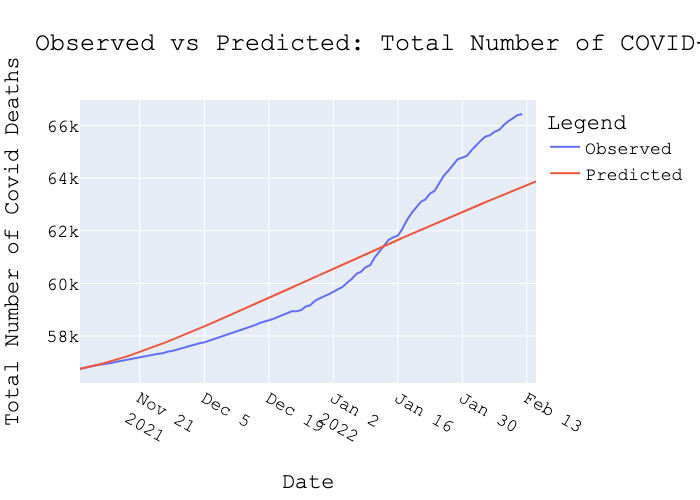 Observed vs Predicted: Total Number of COVID-
Total Number of Covid Deaths
66k
64k
62k
60k
58k
Nov 21
2021
Dec 5
Dec 19
Jan 2
2022
Jan 16
Jan 30
Feb 13
Date
Legend
Observed
Predicted